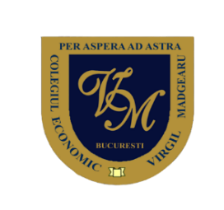 PER ASPERA AD ASTRA
COLEGIUL ECONOMIC VIRGIL MADGEARU
VM
BUCURESTI